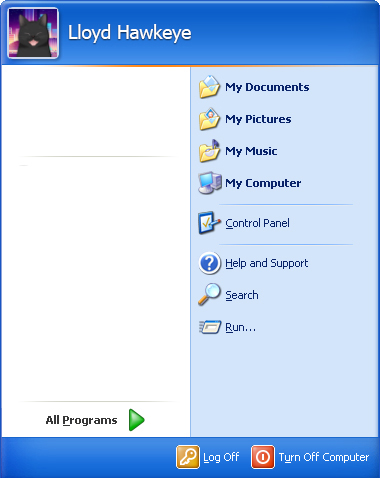 Lloyd Hawkeye
My Documents
My Pictures
My Music
My Computer
Control Panel
Help and Support
Search
Run...
All Programs
Log Off
Turn Off Computer